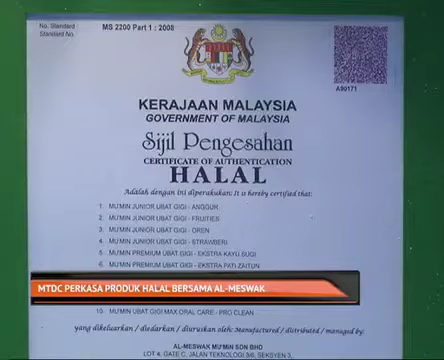 No. Standard
Standard No.
MS 2200 Part 1 : 2008
A90171
KERAJAAN MALAYSIA
GOVERNMENT OF MALAYSIA
Sijil Pengesahan
CERTIFICATE OF AUTHENTICATION
HALAL
Adalah dengan ini diperakukan: It is hereby certified that:
1. MU'MIN JUNIOR UBAT GIGI - ANGGUR
2. MU'MIN JUNIOR UBAT GIGI - FRUITIES
3. MU'MIN JUNIOR UBAT GIGI - OREN
4. MU'MIN JUNIOR UBAT GIGI - STRAWBERI
5. MU'MIN PREMIUM UBAT GIGI - EKSTRA KAYU SUGI
6. MU'MIN PREMIUM UBAT GIGI - EKSTRA PATI ZAITUN
MTDC PERKASA PRODUK HALAL BERSAMA AL-MESWAK
10. MU'MIN UBAT GIGI MAX ORAL CARE - PRO CLEAN
yang dikeluarkan / diedarkan / diuruskan oleh: Manufactured / distributed / managed by:
AL-MESWAK MU'MIN SDN BHD
LOT 4, GATE C, JALAN TEKNOLOGI 3/6, SEKSYEN 3,